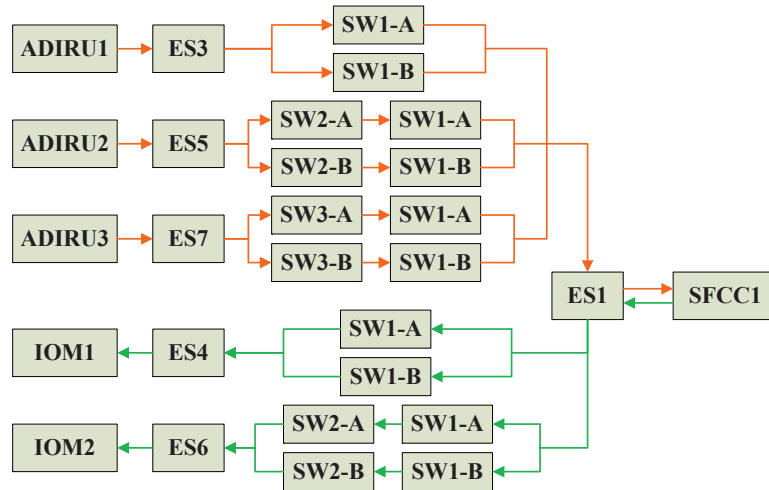 SW1-A
ADIRU1 ES3
SW1-B
SW2-A SW1-A
ADIRU2 ES5
SW2-B SW1-B
SW3-A SW1-A
ADIRU3 ES7
SW3-B SW1-B
ES1 SFCC1
SW1-A
IOM1 ES4
SW1-B
SW2-A SW1-A
IOM2 ES6
SW2-B SW1-B